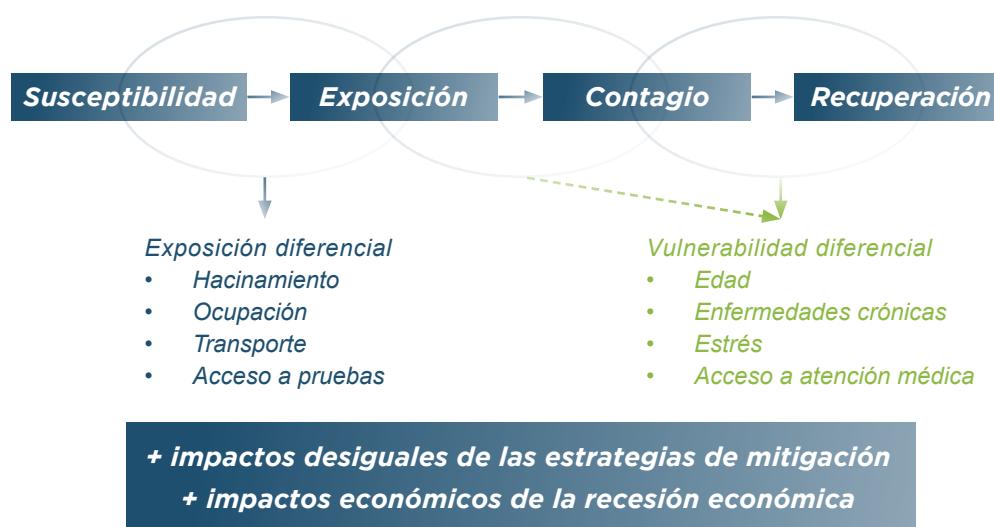 Susceptibilidad
Exposición
Contagio
Recuperación
Exposición diferencial
• Hacinamiento
• Ocupación
• Transporte
• Acceso a pruebas
Vulnerabilidad diferencial
• Edad
• Enfermedades crónicas
• Estrés
• Acceso a atención médica
+ impactos desiguales de las estrategias de mitigación
+ impactos económicos de la recesión económica